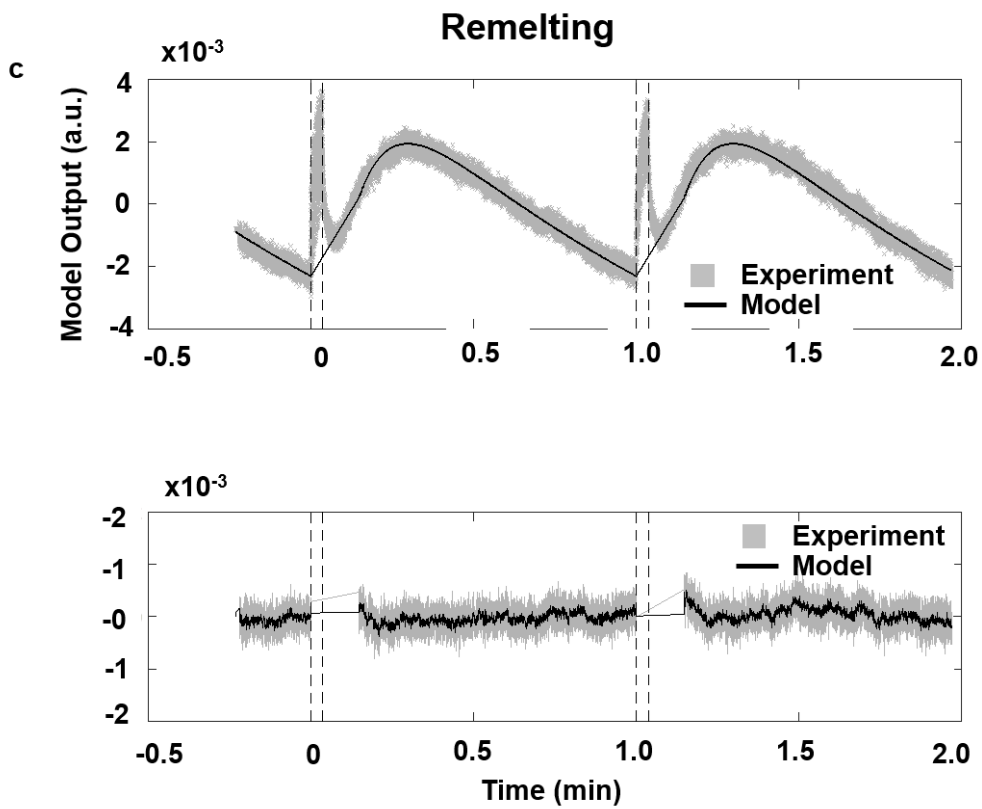 Remelting
c
x10-3
Model Output (a.u.)
4
2
0
-2
-4
Experiment
Model
-0.5 0 0.5 1.0 1.5 2.0
x10-3
-2
-1
-0
-1
-2
Experiment
Model
-0.5 0 0.5 1.0 1.5 2.0
Time (min)